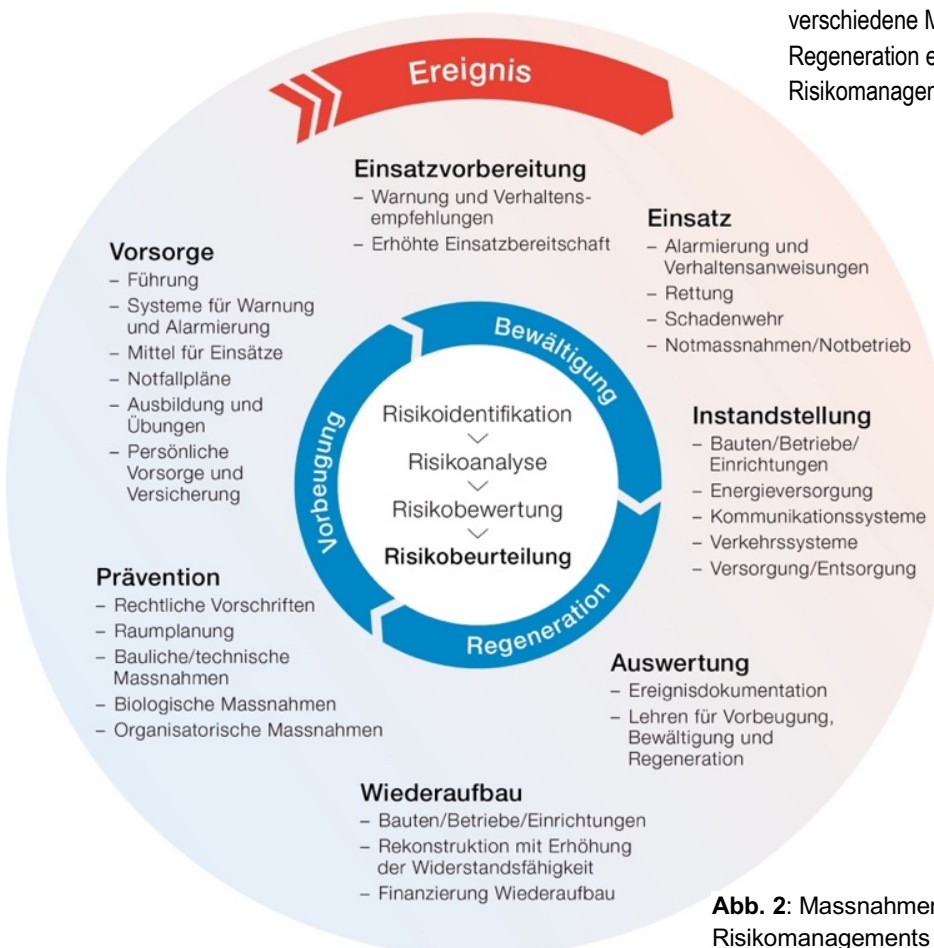 verschiedene
Regeneration
Ereignis
Einsatzvorbereitung
– Warnung und Verhaltens-
empfehlungen
– Erhöhte Einsatzbereitschaft
Einsatz
– Alarmierung und
Verhaltensanweisungen
– Rettung
– Schadenwehr
– Notmassnahmen/Notbetrieb
Vorsorge
– Führung
– Systeme für Warnung
und Alarmierung
– Mittel für Einsätze
– Notfallpläne
– Ausbildung und
Übungen
– Persönliche
Vorsorge und
Versicherung
Bewältigung
Vorbeugung
Regeneration
Risikoidentifikation
Risikoanalyse
Risikobewertung
Risikobeurteilung
Instandstellung
– Bauten/Betriebe/
Einrichtungen
– Energieversorgung
– Kommunikationssysteme
– Verkehrssysteme
– Versorgung/Entsorgung
Prävention
– Rechtliche Vorschriften
– Raumplanung
– Bauliche/technische
Massnahmen
– Biologische Massnahmen
– Organisatorische Massnahmen
Auswertung
– Ereignisdokumentation
– Lehren für Vorbeugung,
Bewältigung und
Regeneration
Wiederaufbau
– Bauten/Betriebe/Einrichtungen
– Rekonstruktion mit Erhöhung
der Widerstandsfähigkeit
– Finanzierung Wiederaufbau
Abb. 2: Massnahmen
Risikomanagements